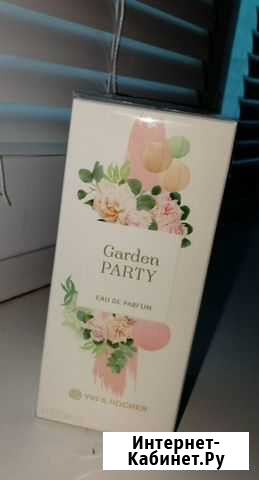 Garden
PARTY
EAU DE PARFUM
YVES ROCHER
Интернет-
Кабинет.Ру